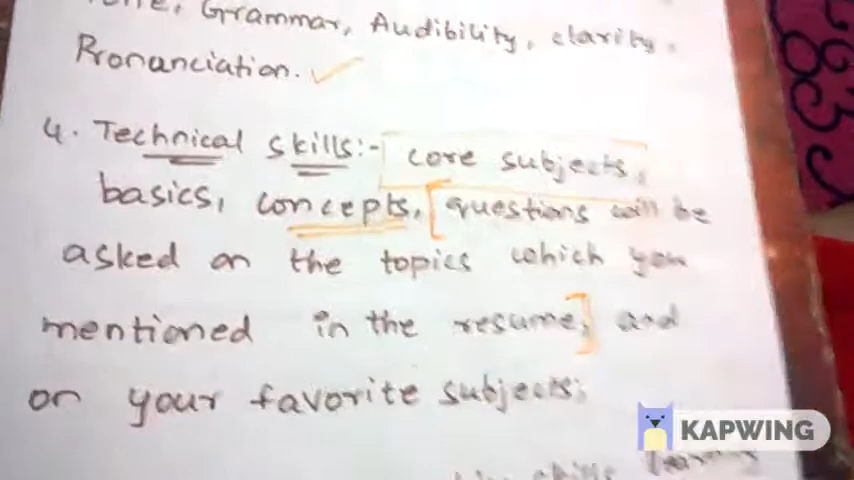 Grammar, Audibility, clarity,
Pronanciation.
4. Technical skills:- core subjects,
basics, concepts, [questions will be
asked on the topics which you
mentioned in the resume,] and
on your favorite subjects;
skills
KAPWING